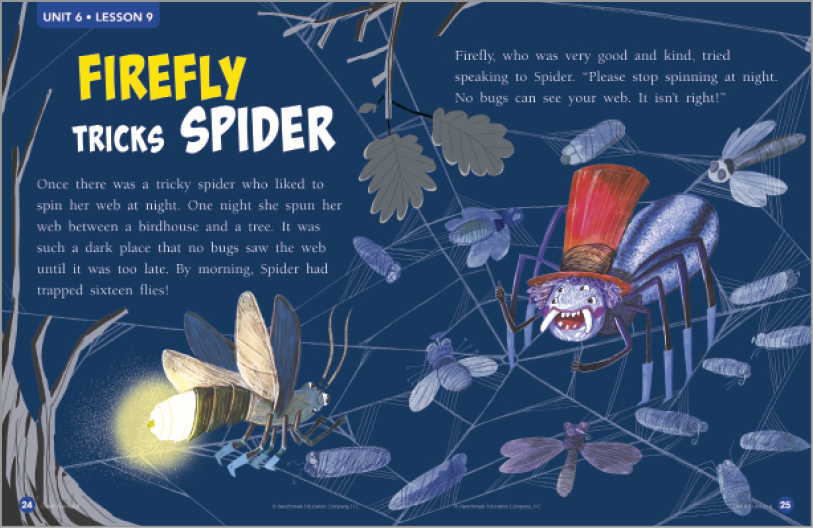 UNIT 6 • LESSON 9
FIREFLY
TRICKS SPIDER
Once there was a tricky spider who liked to
spin her web at night. One night she spun her
web between a birdhouse and a tree. It was
such a dark place that no bugs saw the web
until it was too late. By morning, Spider had
trapped sixteen flies!
Firefly, who was very good and kind, tried
speaking to Spider. “Please stop spinning at night.
No bugs can see your web. It isn’t right!”
24
© Benchmark Education Company, LLC
© Benchmark Education Company, LLC
25